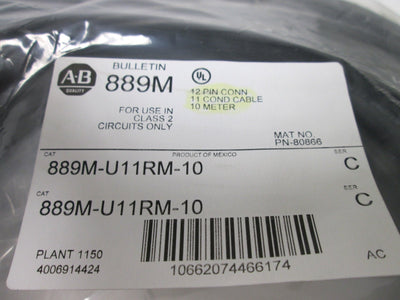 BULLETIN
A-B
QUALITY
889M
UL
12 PIN CONN
11 COND CABLE
10 METER
FOR USE IN
CLASS 2
CIRCUITS ONLY
MAT NO.
PN-80866
CAT
PRODUCT OF MEXICO
SER
889M-U11RM-10
C
CAT
SER
889M-U11RM-10
C
PLANT 1150
4006914424
10662074466174
AC